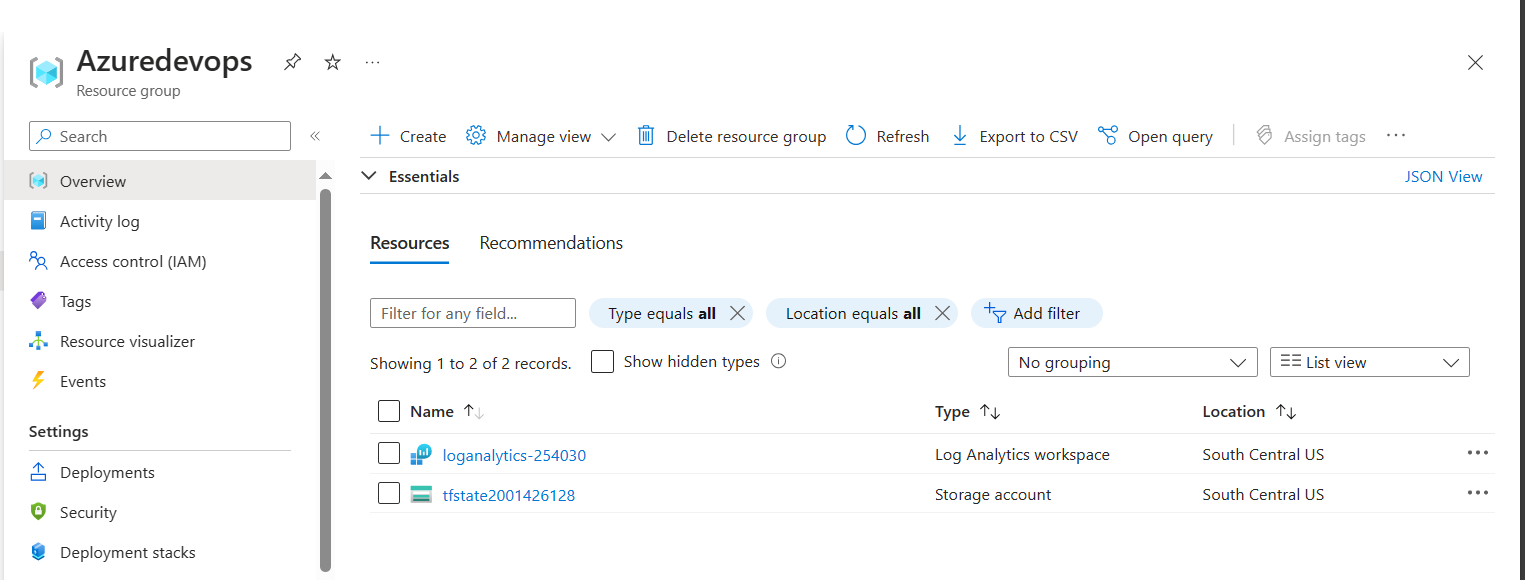 Azuredevops
Resource group
Search
Overview
Activity log
Access control (IAM)
Tags
Resource visualizer
Events
Settings
Deployments
Security
Deployment stacks
Create Manage view Delete resource group Refresh Export to CSV Open query Assign tags
Essentials JSON View
Resources Recommendations
Filter for any field... Type equals all Location equals all Add filter
Showing 1 to 2 of 2 records. Show hidden types No grouping List view
Name Type Location
loganalytics-254030 Log Analytics workspace South Central US
tfstate2001426128 Storage account South Central US